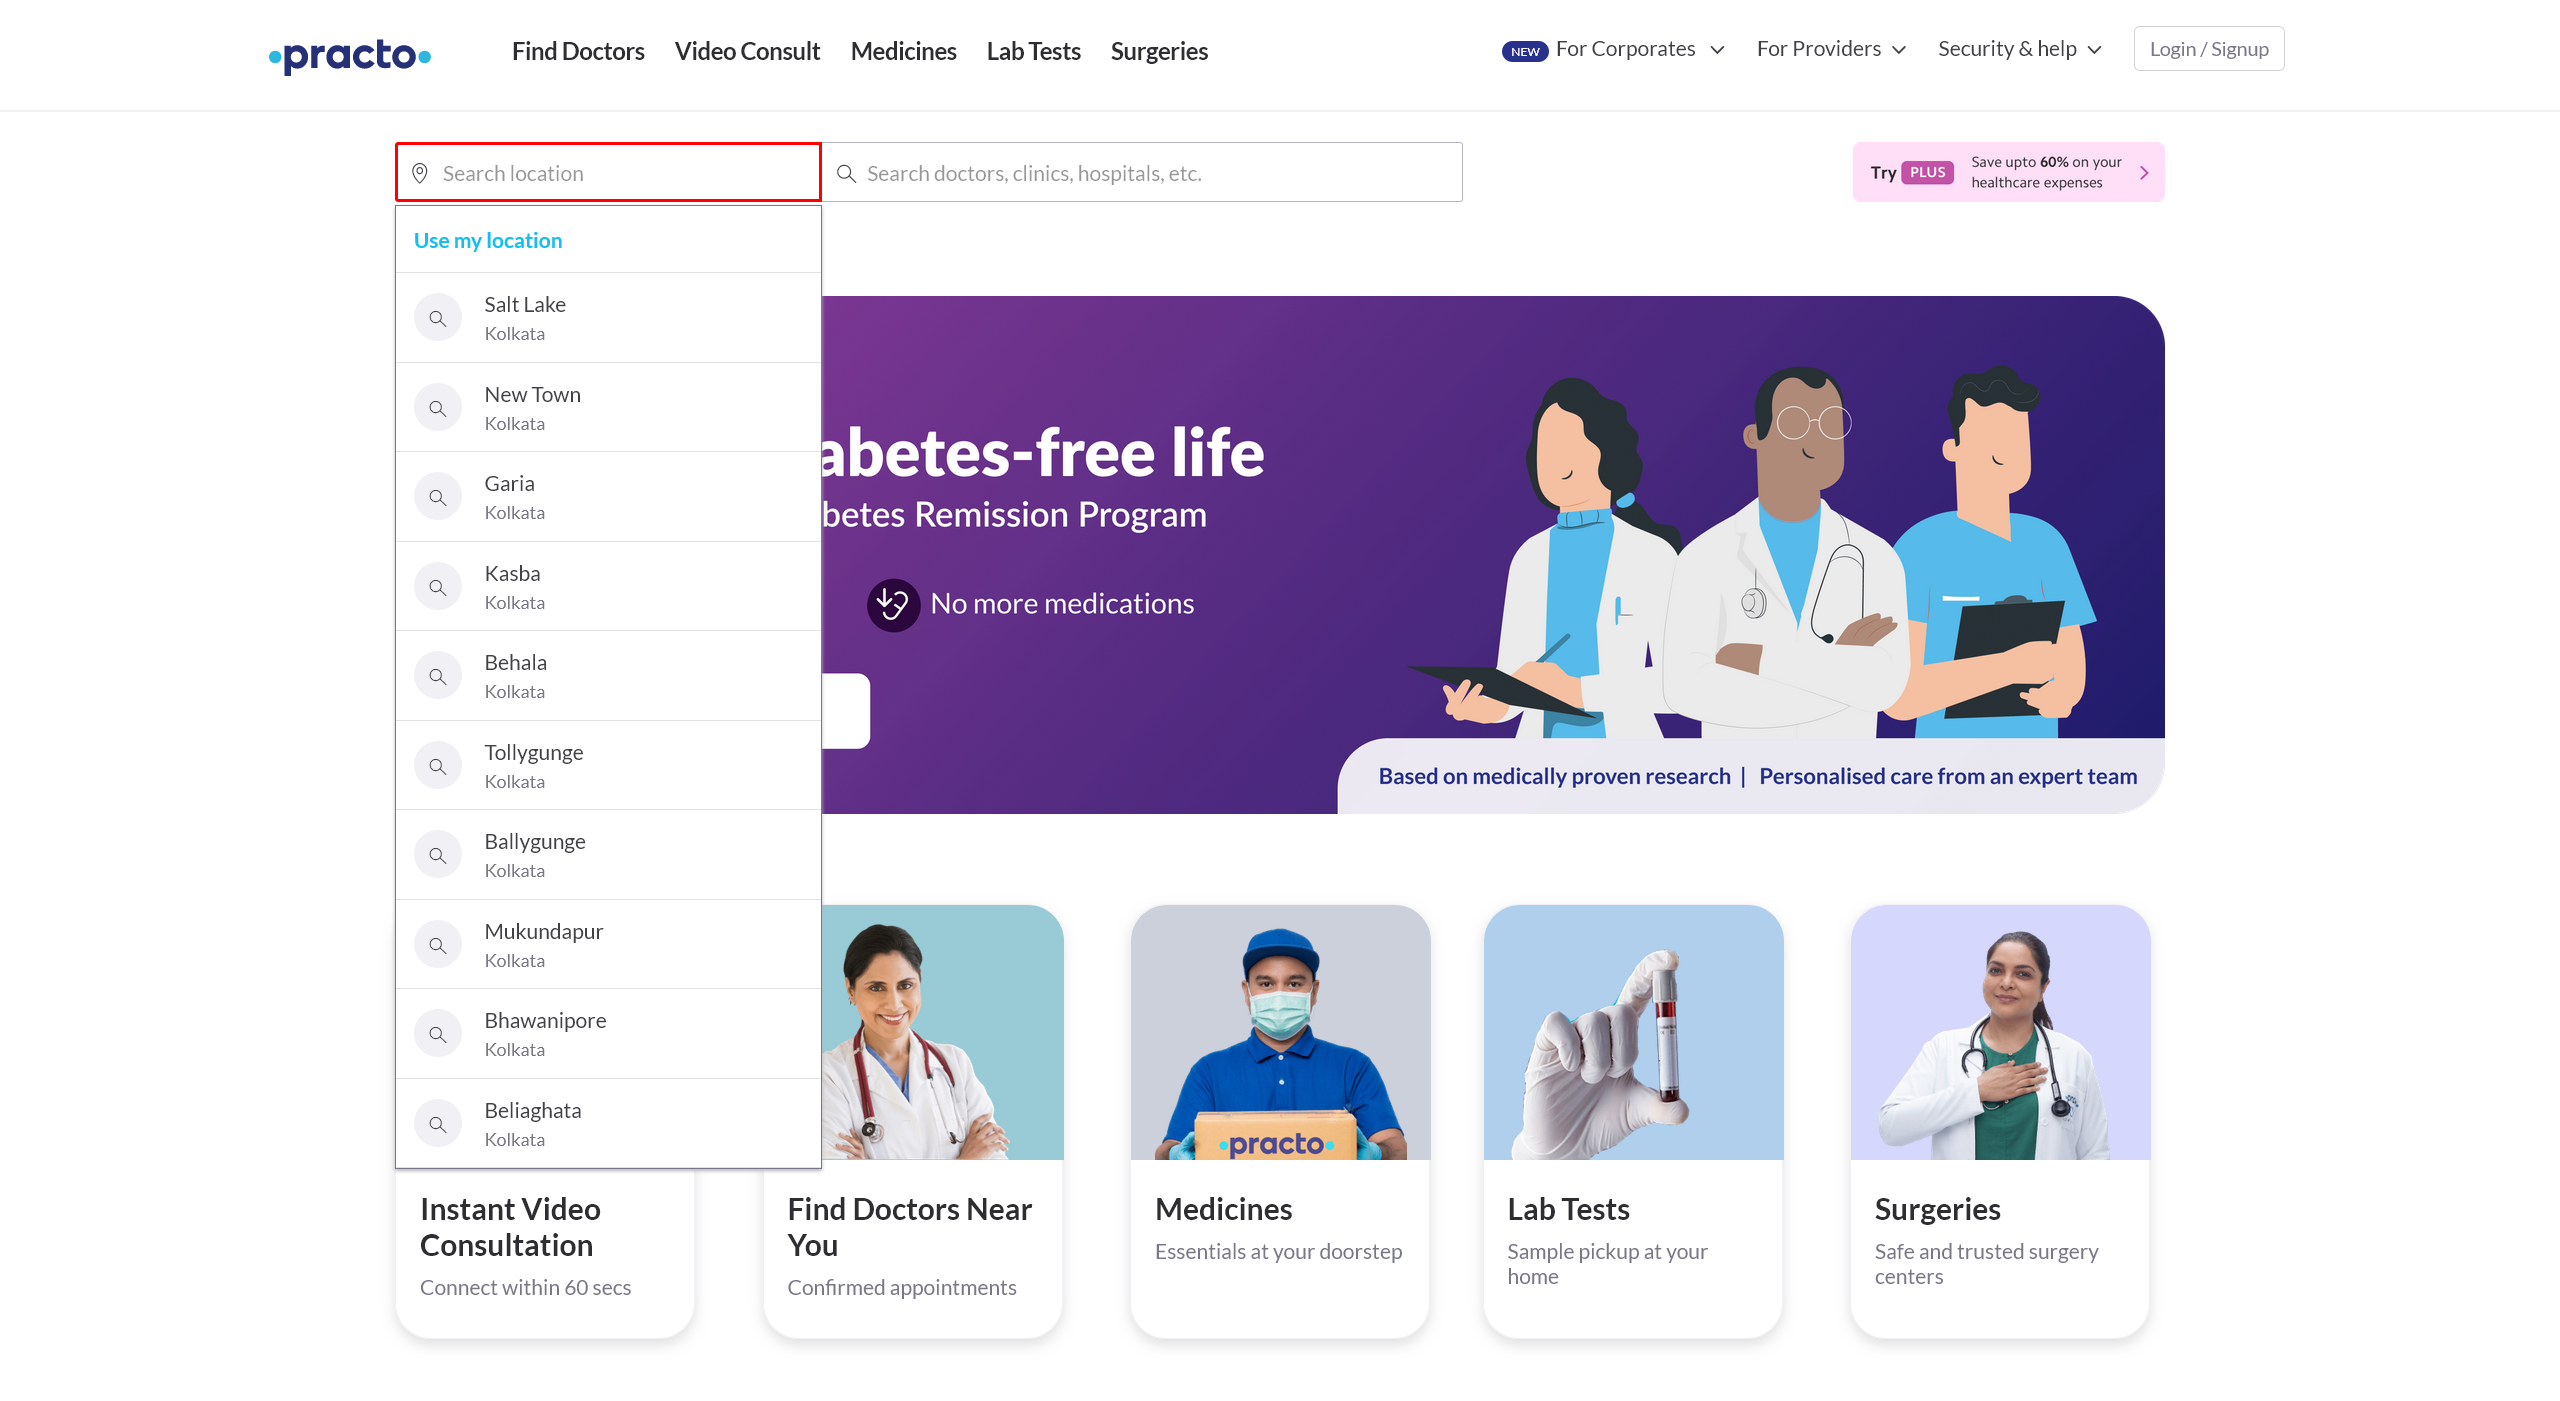 practo
Find Doctors
Video Consult
Medicines
Lab Tests
Surgeries
NEW
For Corporates
For Providers
Security & help
Login / Signup
Search location
Search doctors, clinics, hospitals, etc.
Try PLUS
Save upto 60% on your
healthcare expenses
Use my location
Salt Lake
Kolkata
New Town
Kolkata
Garia
Kolkata
Kasba
Kolkata
Behala
Kolkata
Tollygunge
Kolkata
Ballygunge
Kolkata
Mukundapur
Kolkata
Bhawanipore
Kolkata
Beliaghata
Kolkata
abetes-free life
betes Remission Program
No more medications
Based on medically proven research | Personalised care from an expert team
practo
Instant Video
Consultation
Connect within 60 secs
Find Doctors Near
You
Confirmed appointments
Medicines
Essentials at your doorstep
Lab Tests
Sample pickup at your
home
Surgeries
Safe and trusted surgery
centers